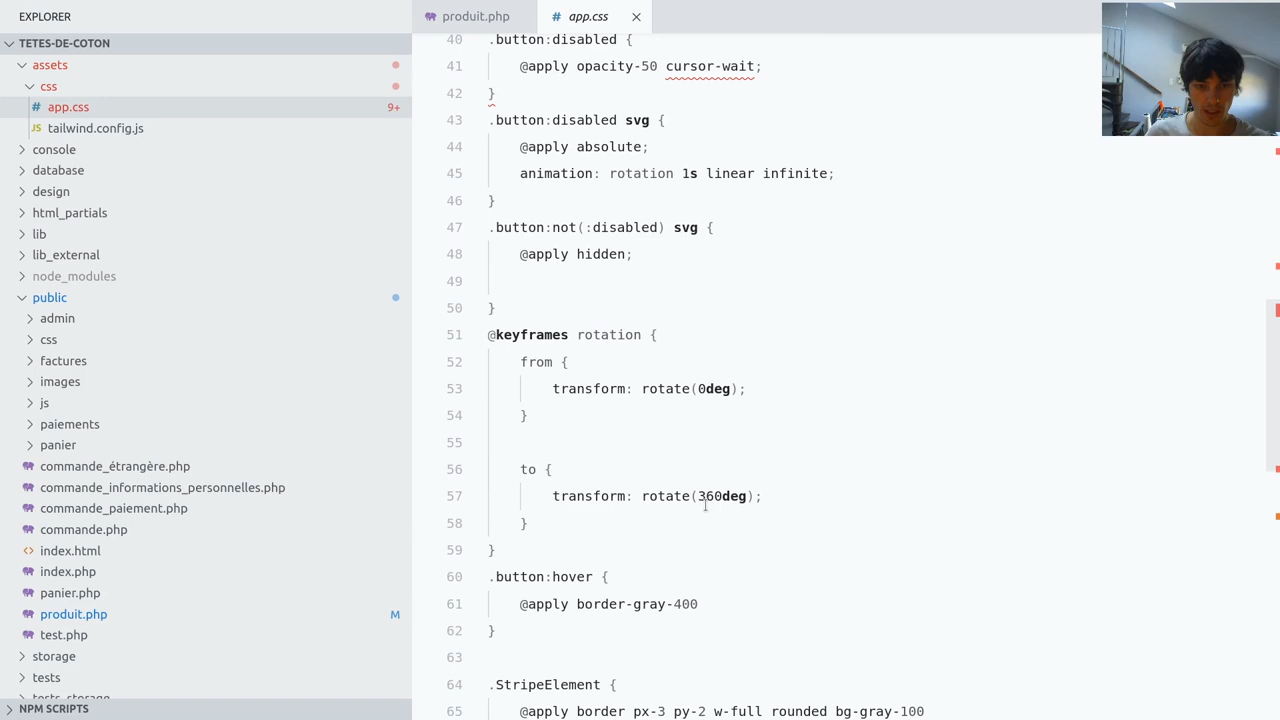 EXPLORER
TETES-DE-COTON
assets
css
# app.css 9+
JS tailwind.config.js
console
database
design
html_partials
lib
lib_external
node_modules
public
admin
css
factures
images
js
paiements
panier
commande_étrangère.php
commande_informations_personnelles.php
commande_paiement.php
commande.php
<> index.html
index.php
panier.php
produit.php M
test.php
storage
tests
tests_storage
NPM SCRIPTS
produit.php
# app.css
40 .button:disabled {
41 @apply opacity-50 cursor-wait;
42 }
43 .button:disabled svg {
44 @apply absolute;
45 animation: rotation 1s linear infinite;
46 }
47 .button:not(:disabled) svg {
48 @apply hidden;
49
50 }
51 @keyframes rotation {
52 from {
53 transform: rotate(0deg);
54 }
55
56 to {
57 transform: rotate(360deg);
58 }
59 }
60 .button:hover {
61 @apply border-gray-400
62 }
63
64 .StripeElement {
65 @apply border px-3 py-2 w-full rounded bg-gray-100